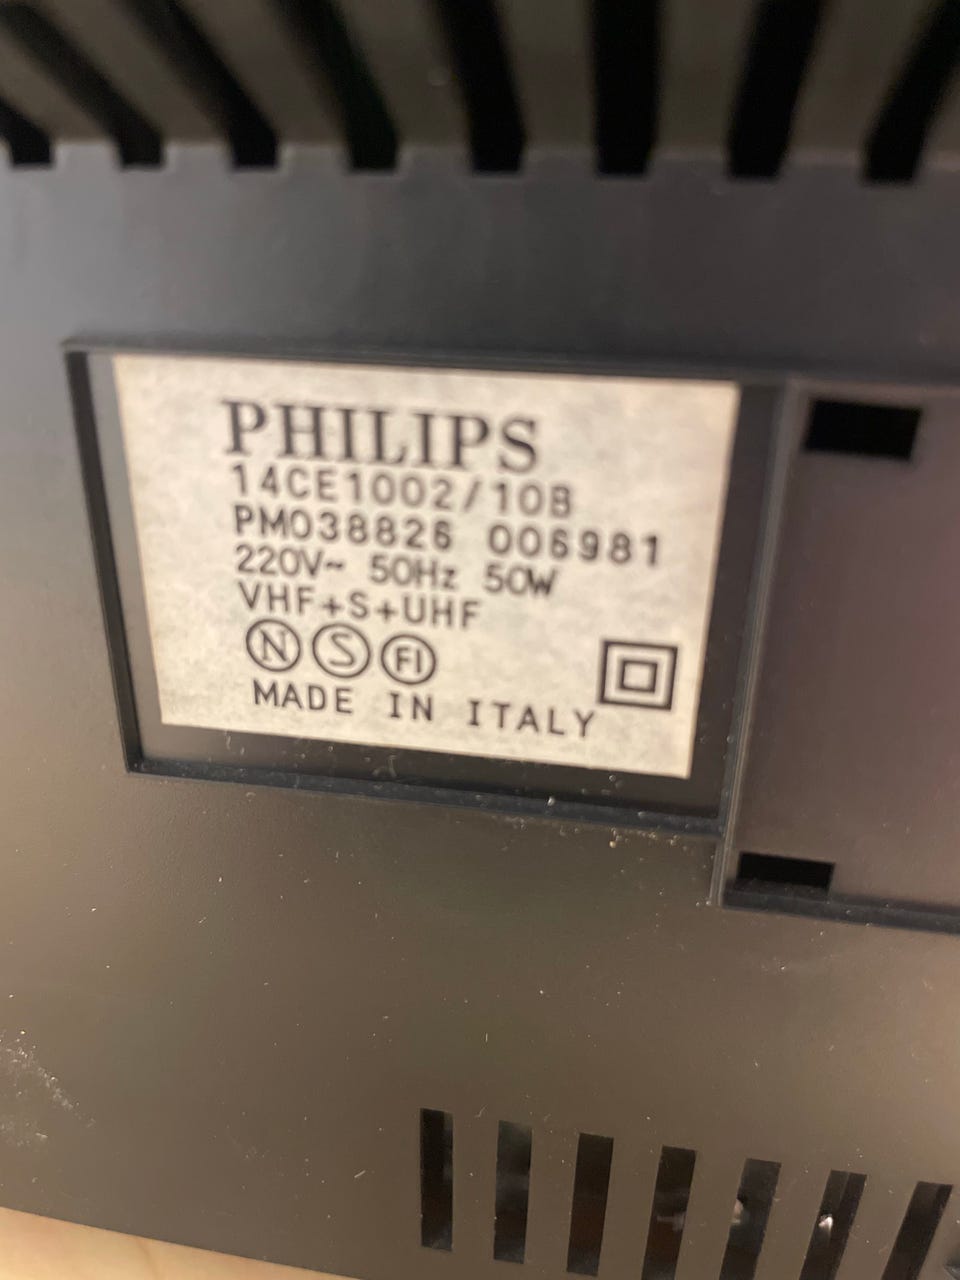 PHILIPS
14CE1002/10B
PM038826 006981
220V~ 50Hz 50W
VHF+S+UHF
N S FI
MADE IN ITALY